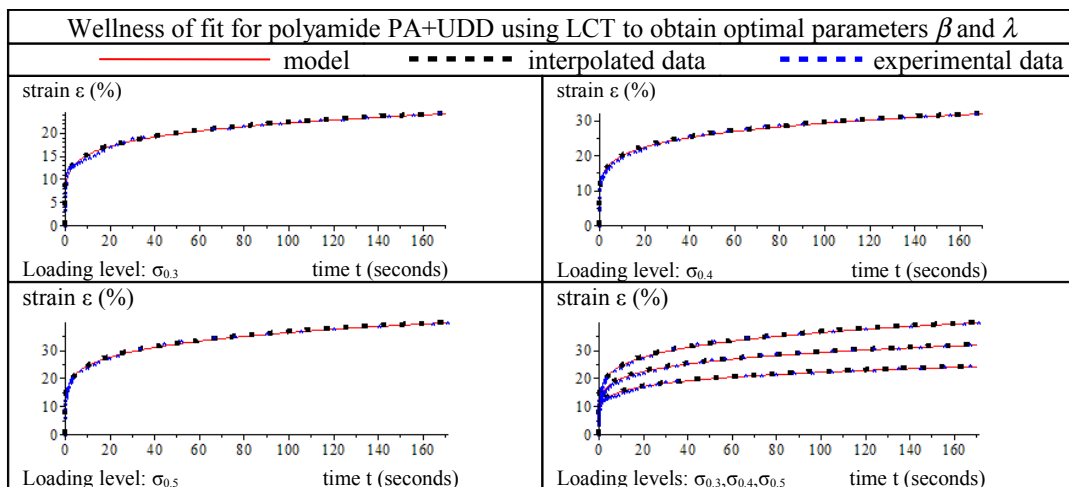 Wellness of fit for polyamide PA+UDD using LCT to obtain optimal parameters β and λ
model interpolated data experimental data
strain ε (%)
20
15
10
5
0
0 20 40 60 80 100 120 140 160
Loading level: σ0.3 time t (seconds)
strain ε (%)
30
20
10
0
0 20 40 60 80 100 120 140 160
Loading level: σ0.4 time t (seconds)
strain ε (%)
30
20
10
0
0 20 40 60 80 100 120 140 160
Loading level: σ0.5 time t (seconds)
strain ε (%)
30
20
10
0
0 20 40 60 80 100 120 140 160
Loading levels: σ0.3,σ0.4,σ0.5 time t (seconds)